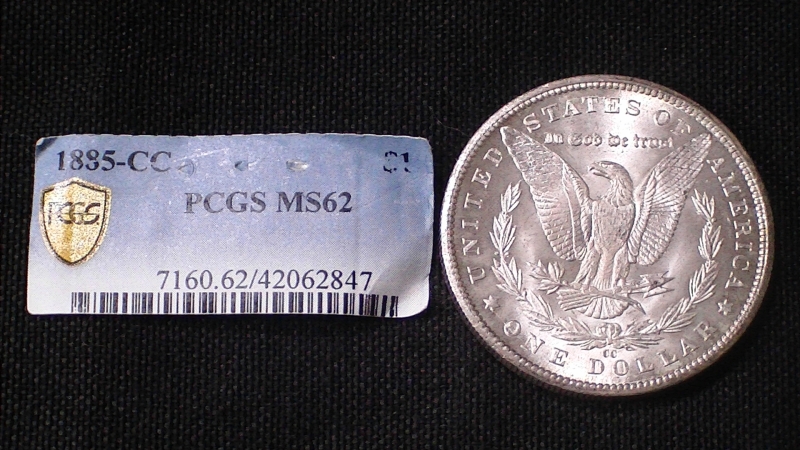 1885-CC $1
PCGS MS62
PCGS
7160.62/42062847
UNITED STATES OF AMERICA
In God We trust
CC
ONE DOLLAR